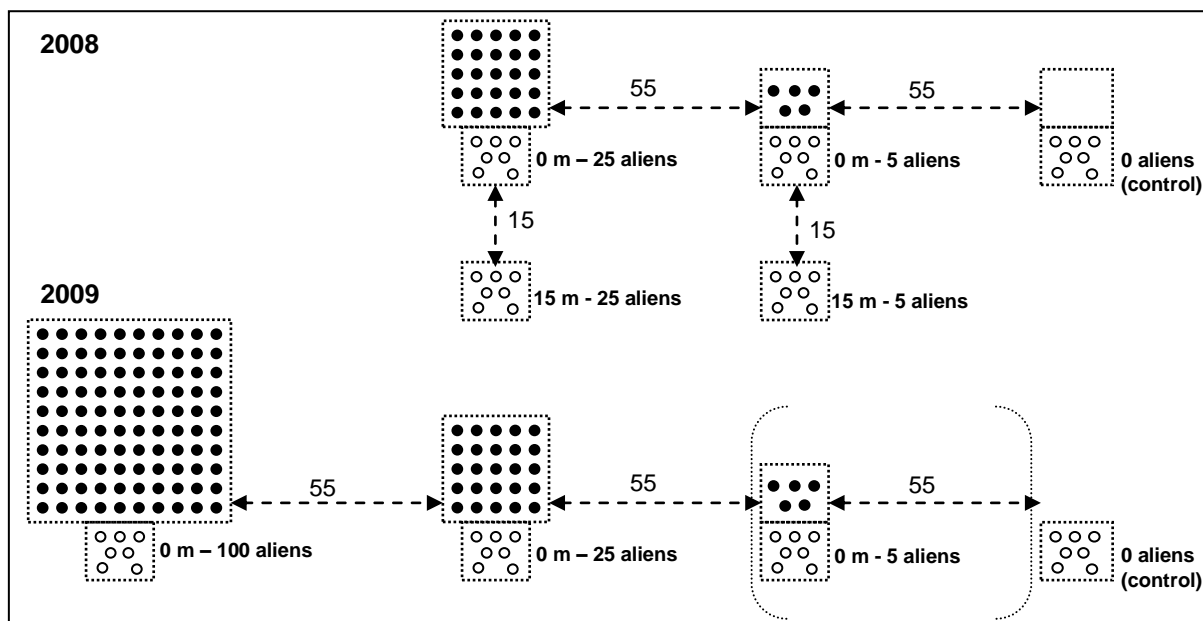 2008
55
55
0 m – 25 aliens
0 m - 5 aliens
0 aliens
(control)
15
15
15 m - 25 aliens
15 m - 5 aliens
2009
55
55
55
0 m – 100 aliens
0 m – 25 aliens
0 m - 5 aliens
0 aliens
(control)